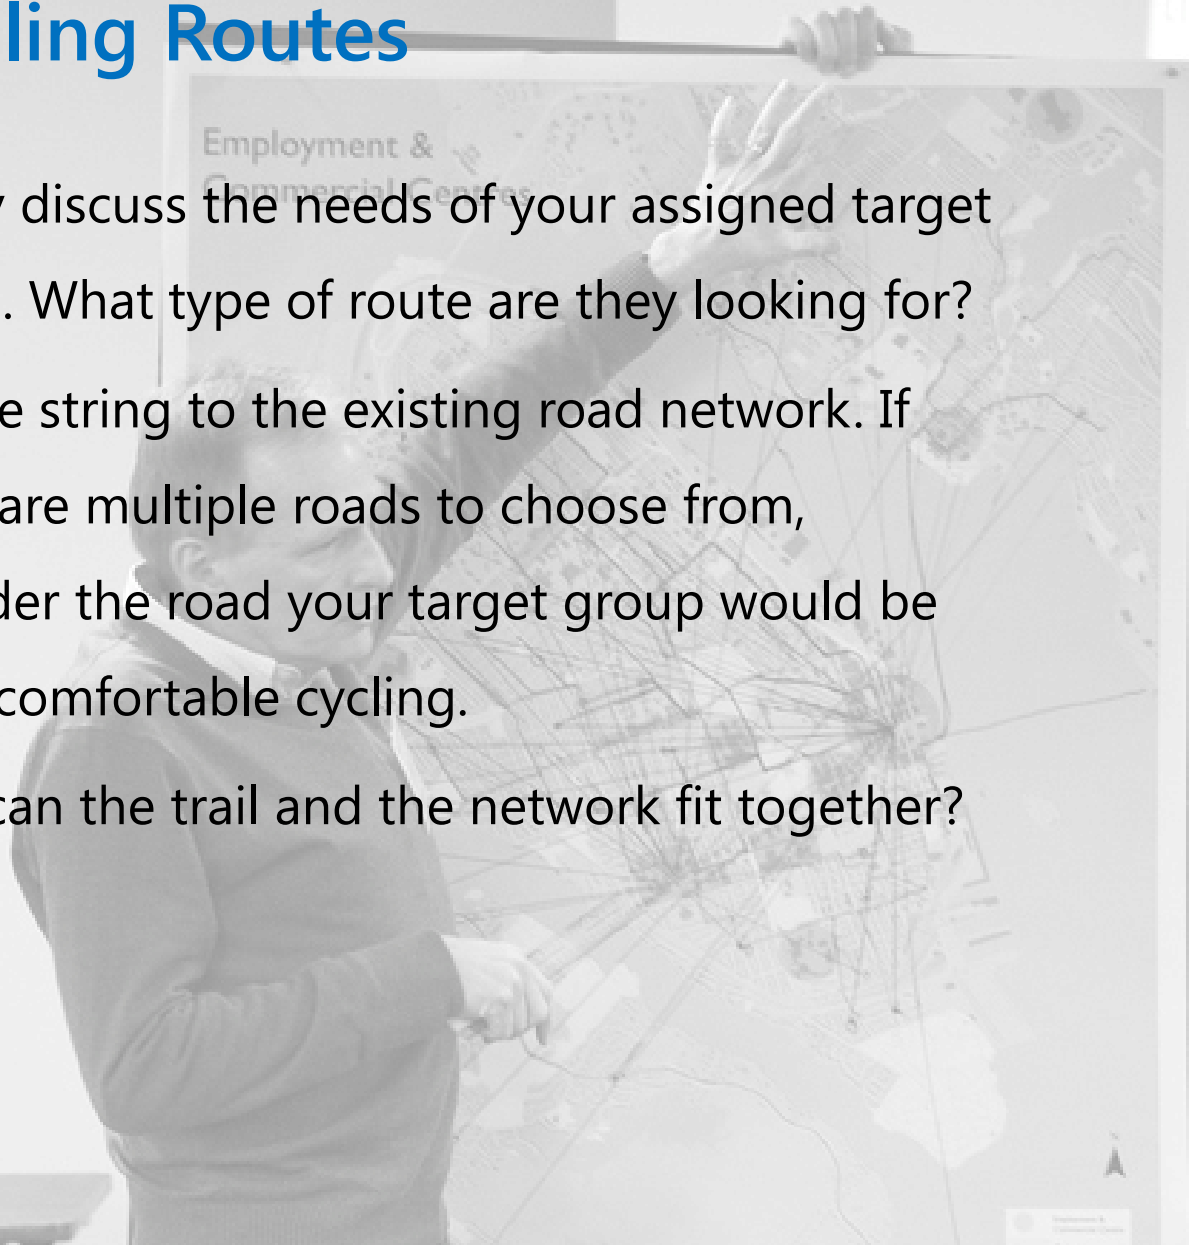 ling Routes
Employment &
Commercial Centres
discuss the needs of your assigned target
. What type of route are they looking for?
e string to the existing road network. If
are multiple roads to choose from,
der the road your target group would be
comfortable cycling.
can the trail and the network fit together?